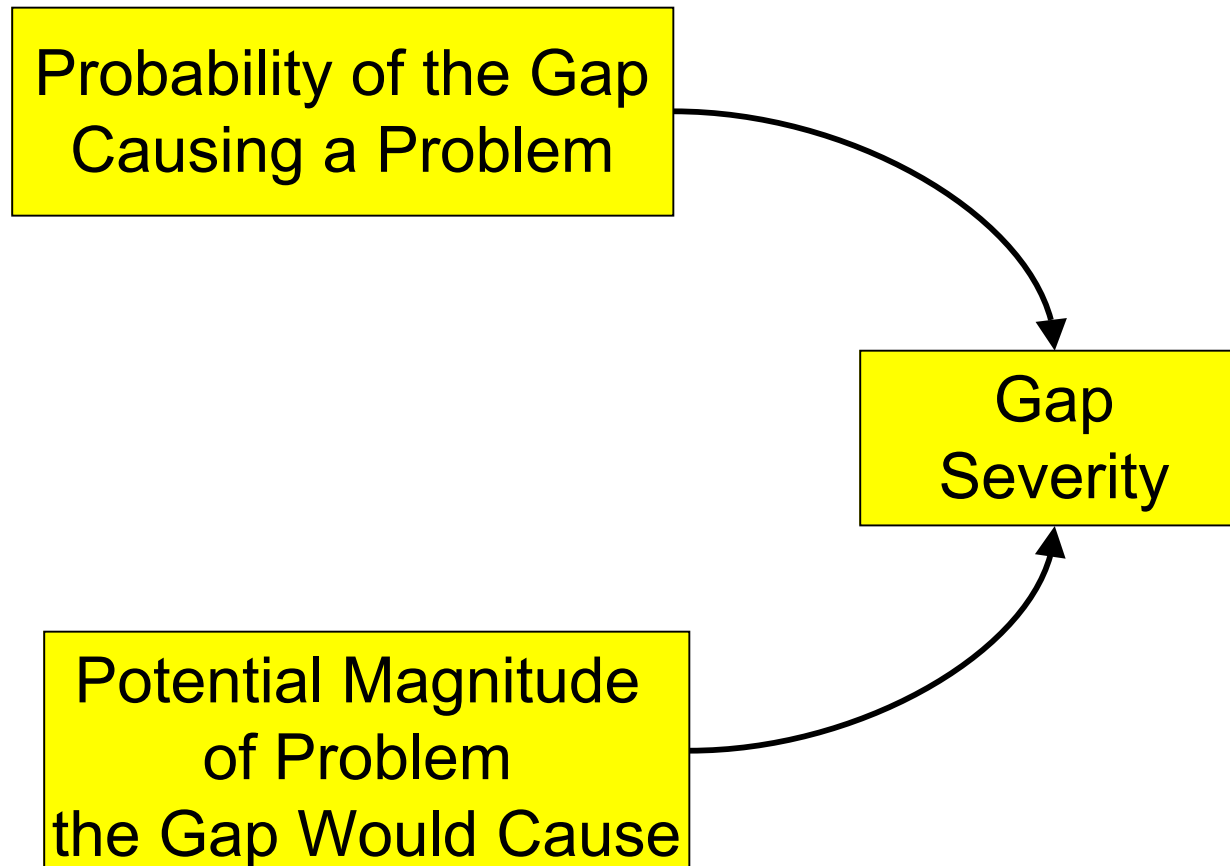 Probability of the Gap
Causing a Problem
Gap
Severity
Potential Magnitude
of Problem
the Gap Would Cause